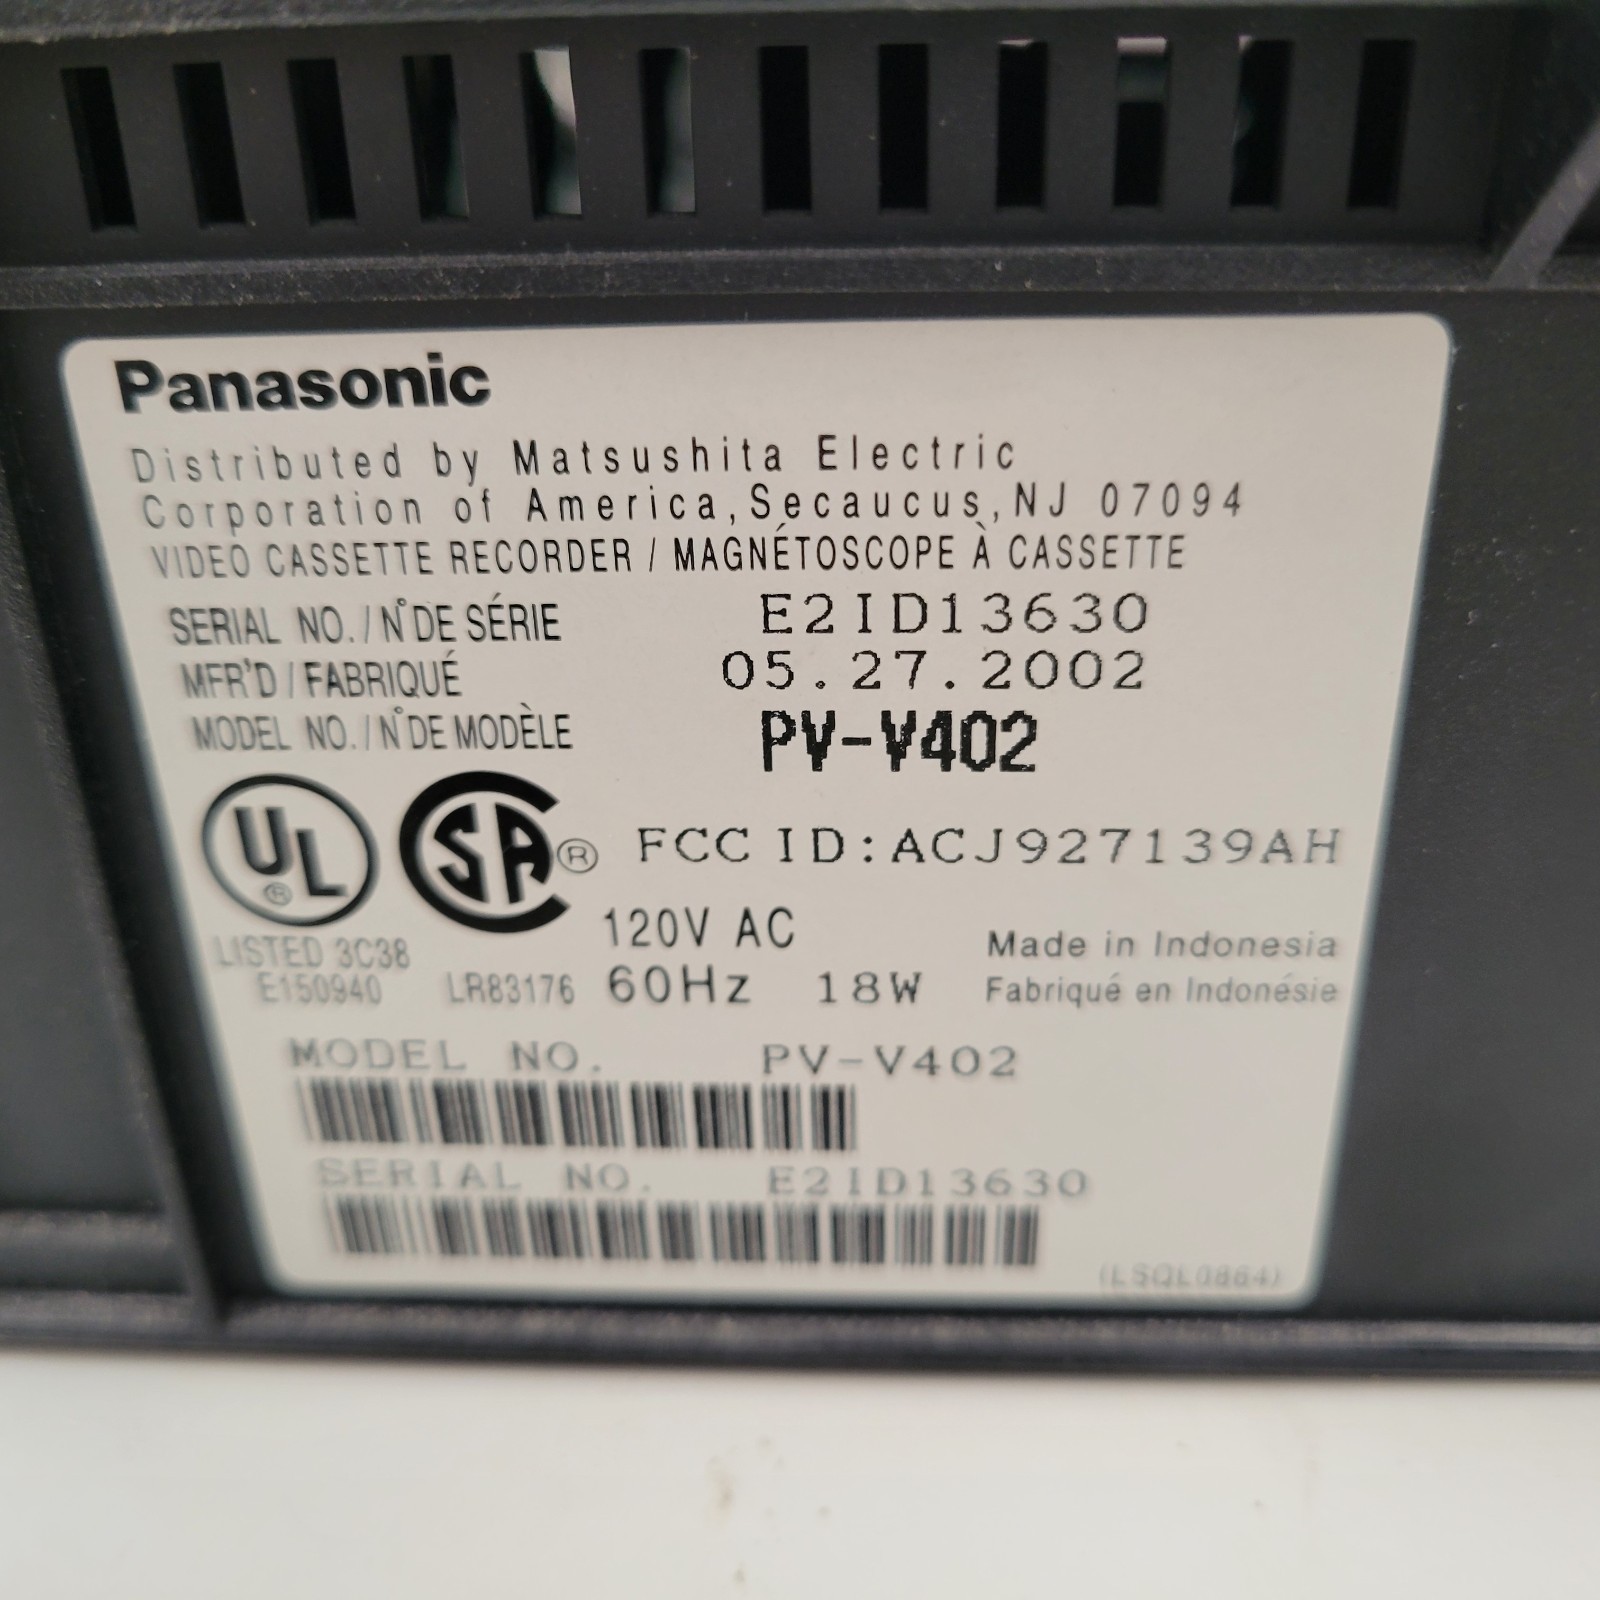 Panasonic
Distributed by Matsushita Electric
Corporation of America,Secaucus,NJ 07094
VIDEO CASSETTE RECORDER / MAGNÉTOSCOPE À CASSETTE
SERIAL NO./N° DE SÉRIE E2ID13630
MFR'D / FABRIQUÉ 05.27.2002
MODEL NO./N° DE MODÈLE PV-V402
UL ® SA ® FCC ID:ACJ927139AH
120V AC Made in Indonesia
LISTED 3C38
E150940 LR83176 60Hz 18W Fabriqué en Indonésie
MODEL NO. PV-V402
SERIAL NO. E2ID13630
(LSQL0864)